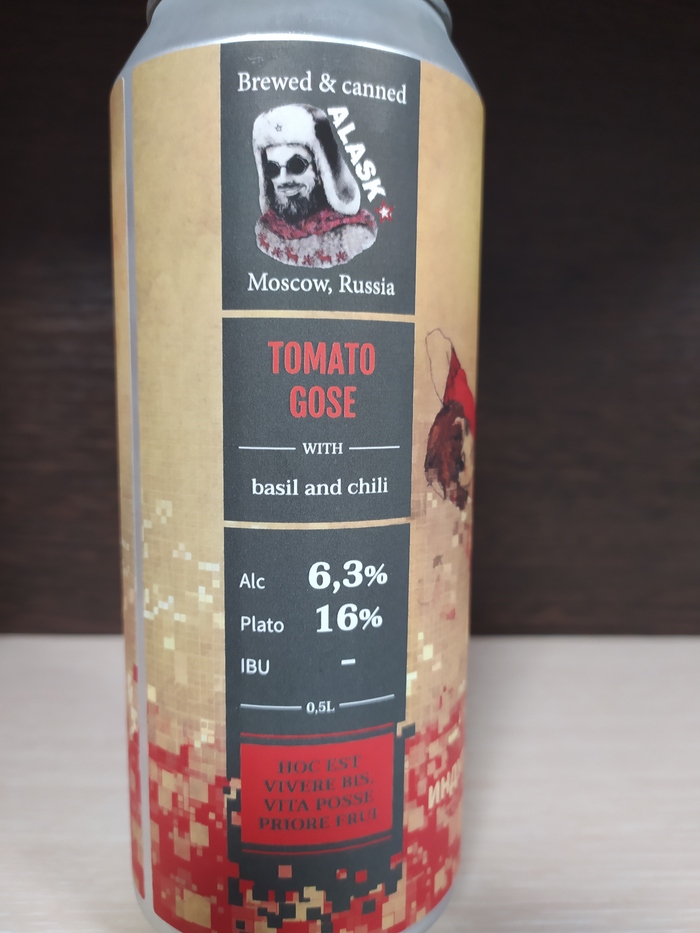 Brewed & canned
ALASK
Moscow, Russia
TOMATO
GOSE
WITH
basil and chili
Alc 6,3%
Plato 16%
IBU -
0,5L
HOC EST
VIVERE BIS,
VITA POSSE
PRIORE FRUI